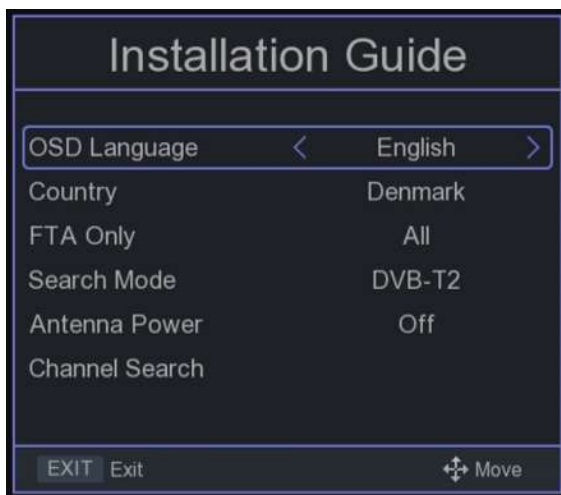 Installation Guide
OSD Language < English >
Country Denmark
FTA Only All
Search Mode DVB-T2
Antenna Power Off
Channel Search
EXIT Exit Move